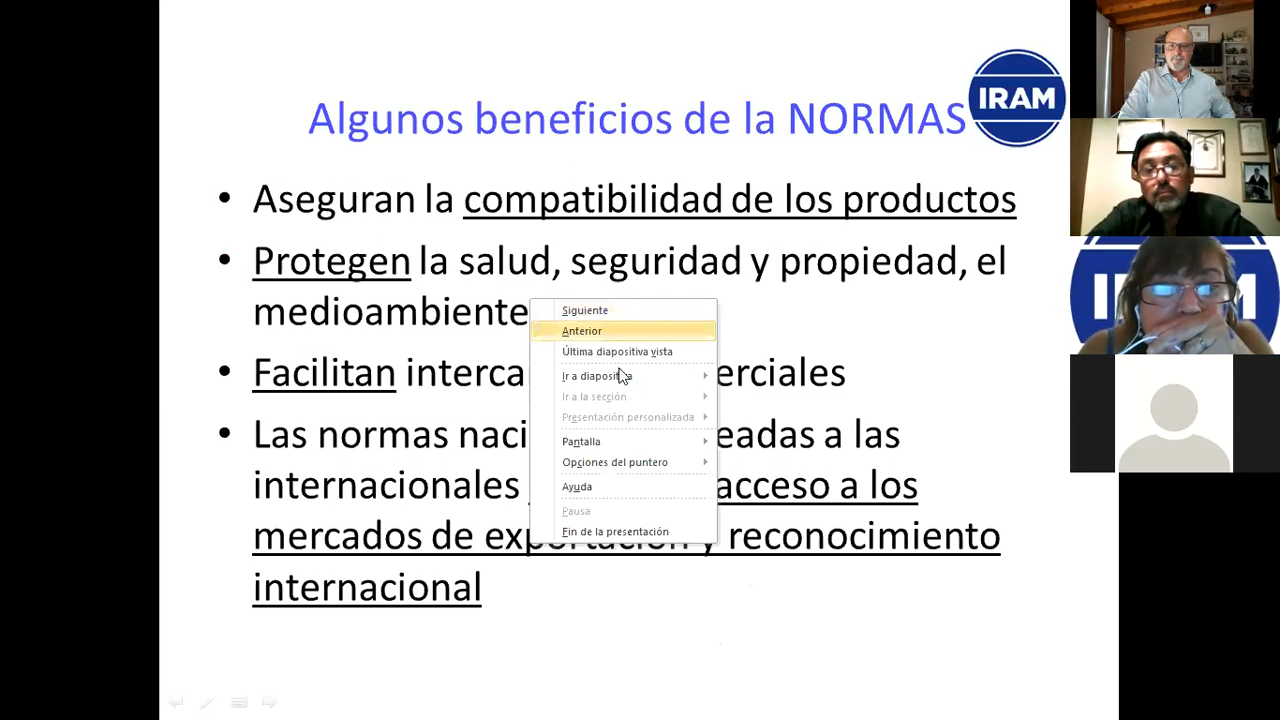 Algunos beneficios de la NORMAS
IRAM
• Aseguran la compatibilidad de los productos
• Protegen la salud, seguridad y propiedad, el
medioambiente
• Facilitan interca erciales
• Las normas naci eadas a las
internacionales acceso a los
mercados de exportación y reconocimiento
internacional
Siguiente
Anterior
Última diapositiva vista
Ir a diapositiva
Ir a la sección
Presentación personalizada
Pantalla
Opciones del puntero
Ayuda
Pausa
Fin de la presentación